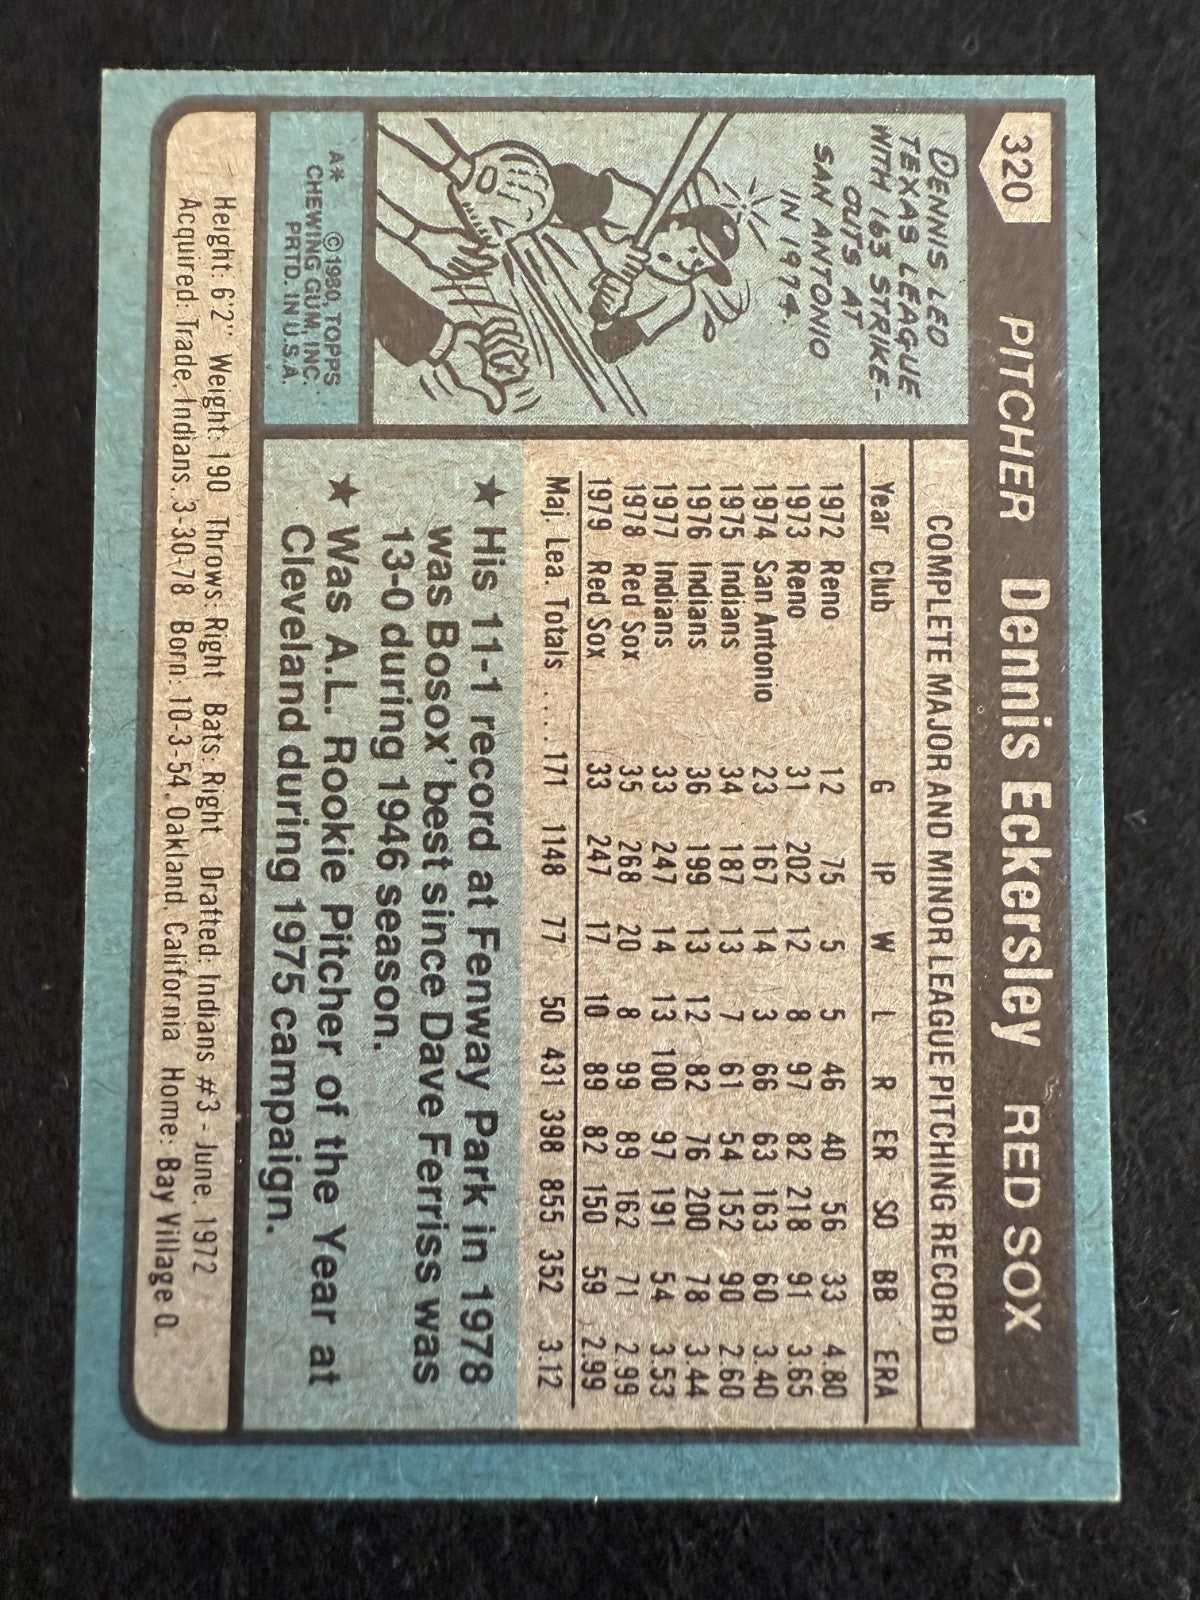 320 PITCHER Dennis Eckersley RED SOX
DENNIS LED
TEXAS LEAGUE
WITH 163 STRIKE-
OUTS AT
SAN ANTONIO
IN 1974.
A* ©1980, TOPPS
CHEWING GUM, INC.
PRTD. IN U.S.A.
COMPLETE MAJOR AND MINOR LEAGUE PITCHING RECORD
Year Club G IP W L R ER SO BB ERA
1972 Reno 12 75 5 5 46 40 56 33 4.80
1973 Reno 31 202 12 8 97 82 218 91 3.65
1974 San Antonio 23 167 14 3 66 63 163 60 3.40
1975 Indians 34 187 13 7 61 54 152 90 2.60
1976 Indians 36 199 13 12 82 76 200 78 3.44
1977 Indians 33 247 14 13 100 97 191 54 3.53
1978 Red Sox 35 268 20 8 99 89 162 71 2.99
1979 Red Sox 33 247 17 10 89 82 150 59 2.99
Maj. Lea. Totals .... 171 1148 77 50 431 398 855 352 3.12
★ His 11-1 record at Fenway Park in 1978
was Bosox' best since Dave Ferriss was
13-0 during 1946 season.
★ Was A.L. Rookie Pitcher of the Year at
Cleveland during 1975 campaign.
Height: 6'2" Weight: 190 Throws: Right Bats: Right Drafted: Indians #3 - June, 1972
Acquired: Trade, Indians, 3-30-78 Born: 10-3-54, Oakland, California Home: Bay Village O.